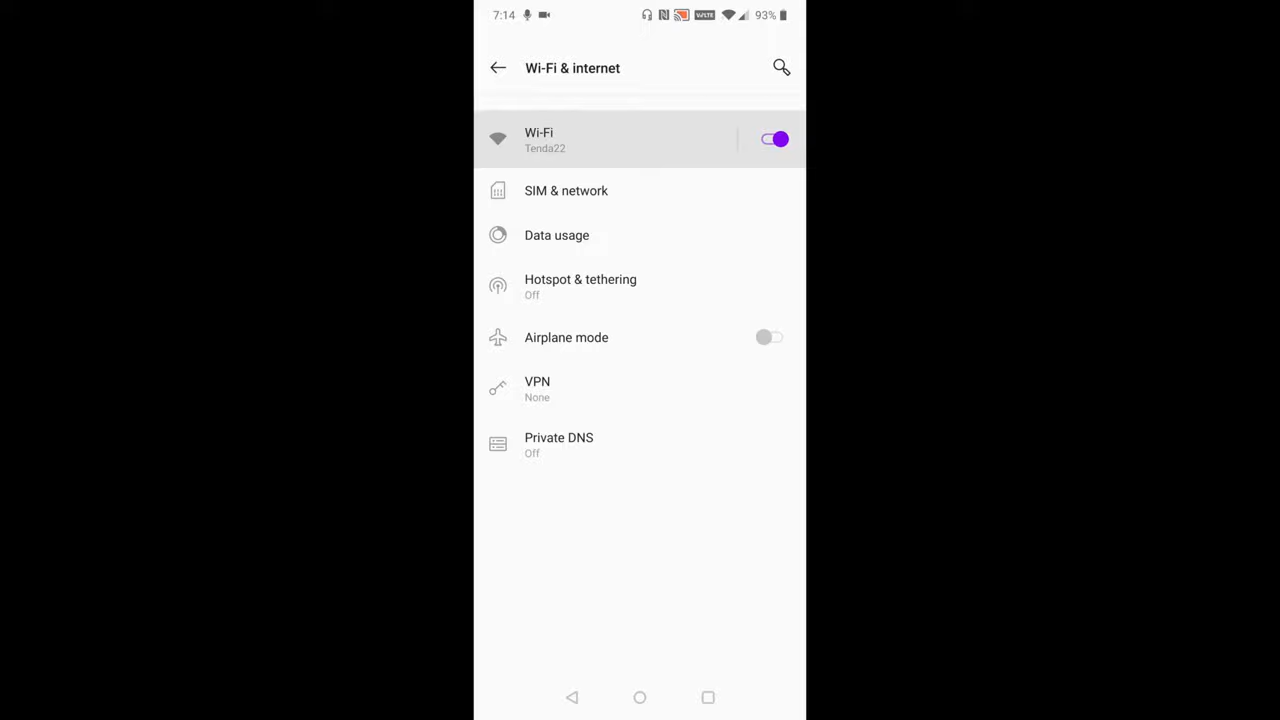 7:14 VoLTE 93%
Wi-Fi & internet
Wi-Fi
Tenda22
SIM & network
Data usage
Hotspot & tethering
Off
Airplane mode
VPN
None
Private DNS
Off